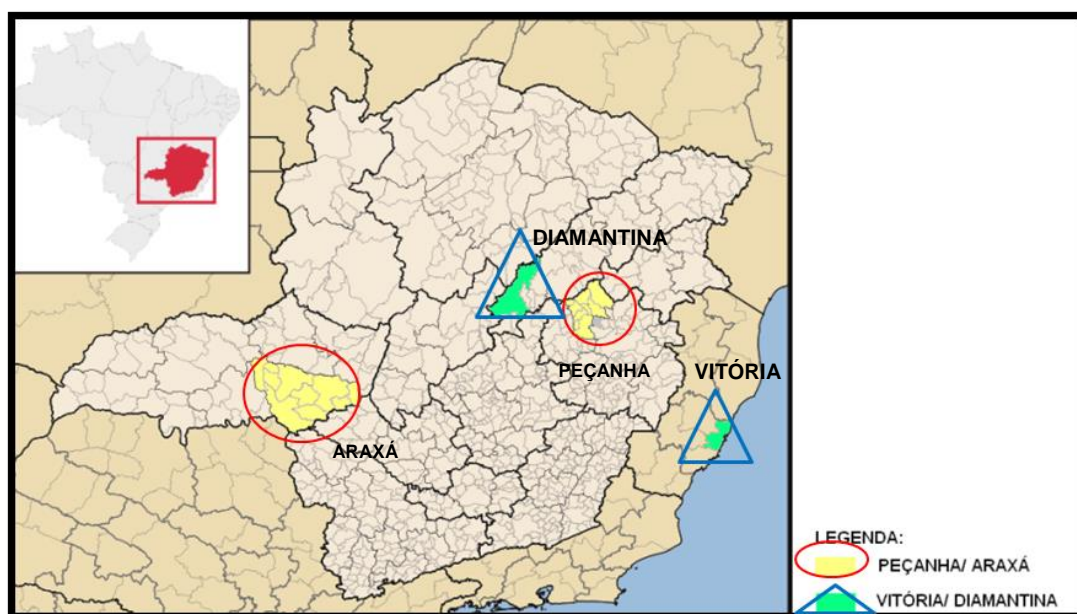 DIAMANTINA
PEÇANHA
VITÓRIA
ARAXÁ
LEGENDA:
PEÇANHA/ ARAXÁ
VITÓRIA/ DIAMANTINA